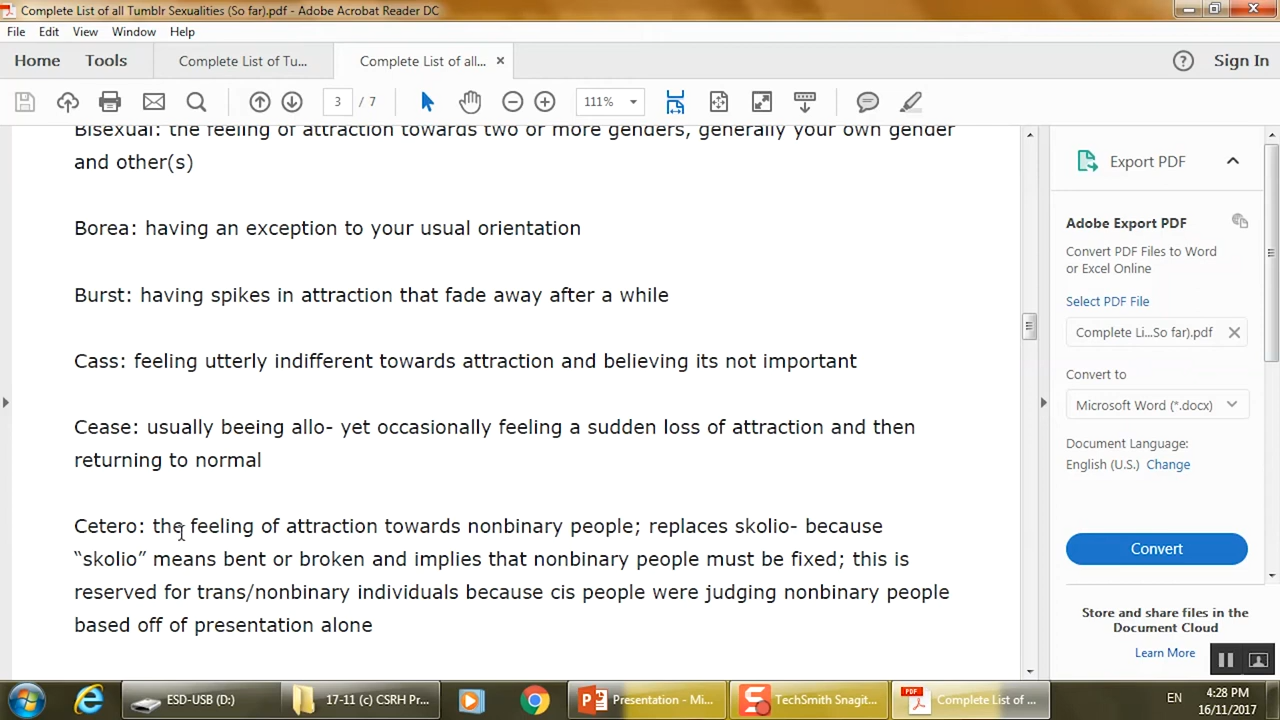 Complete List of all Tumblr Sexualities (So far).pdf - Adobe Acrobat Reader DC
File Edit View Window Help
Home Tools Complete List of Tu... Complete List of all... × Sign In
3 / 7 111%
Bisexual: the feeling of attraction towards two or more genders, generally your own gender
and other(s)
Borea: having an exception to your usual orientation
Burst: having spikes in attraction that fade away after a while
Cass: feeling utterly indifferent towards attraction and believing its not important
Cease: usually beeing allo- yet occasionally feeling a sudden loss of attraction and then
returning to normal
Cetero: the feeling of attraction towards nonbinary people; replaces skolio- because
“skolio” means bent or broken and implies that nonbinary people must be fixed; this is
reserved for trans/nonbinary individuals because cis people were judging nonbinary people
based off of presentation alone
Export PDF
Adobe Export PDF
Convert PDF Files to Word
or Excel Online
Select PDF File
Complete Li...So far).pdf
Convert to
Microsoft Word (*.docx)
Document Language:
English (U.S.) Change
Convert
Store and share files in the
Document Cloud
Learn More
ESD-USB (D:) 17-11 (c) CSRH Pr... Presentation - Mi... TechSmith Snagit... Complete List of ... EN 4:28 PM
16/11/2017